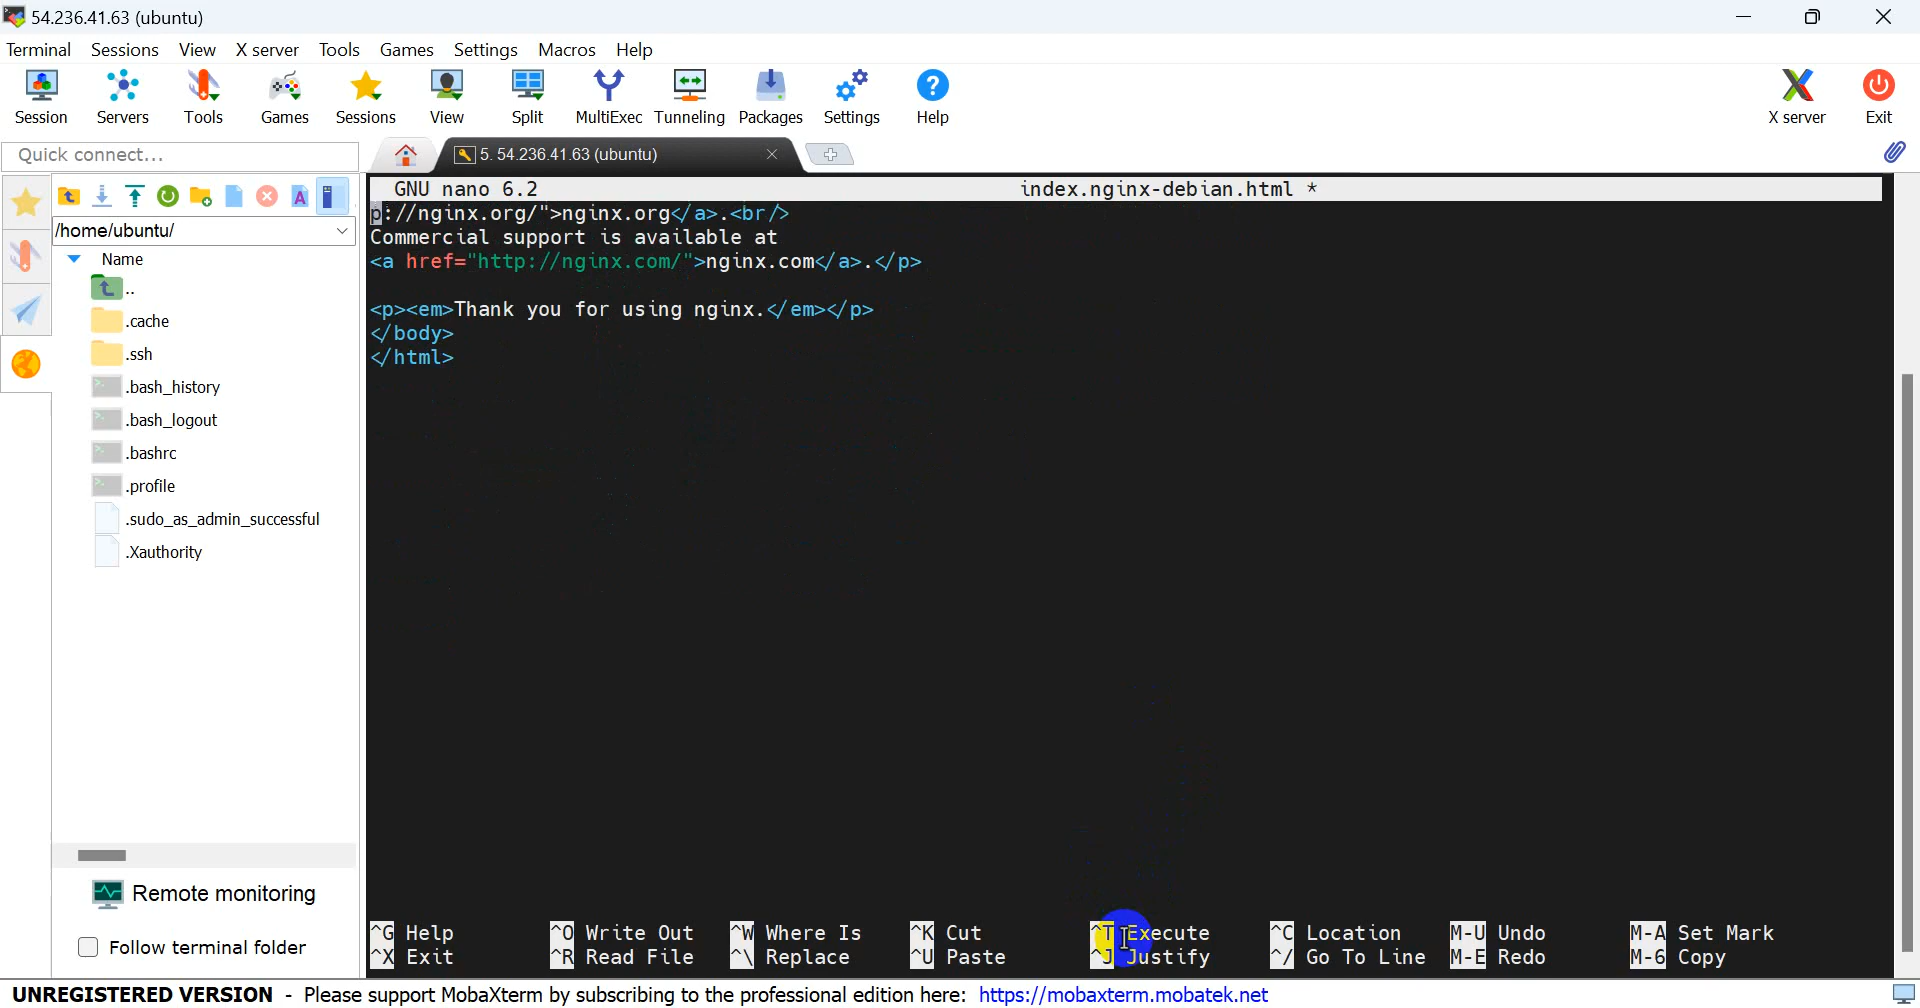 54.236.41.63 (ubuntu)
Terminal Sessions View X server Tools Games Settings Macros Help
Session Servers Tools Games Sessions View Split MultiExec Tunneling Packages Settings Help X server Exit
Quick connect...
5. 54.236.41.63 (ubuntu)
/home/ubuntu/
Name
..
.cache
.ssh
.bash_history
.bash_logout
.bashrc
.profile
.sudo_as_admin_successful
.Xauthority
Remote monitoring
Follow terminal folder
GNU nano 6.2 index.nginx-debian.html *
p://nginx.org/">nginx.org</a>.<br/>
Commercial support is available at
<a href="http://nginx.com/">nginx.com</a>.</p>
<p><em>Thank you for using nginx.</em></p>
</body>
</html>
^G Help ^O Write Out ^W Where Is ^K Cut ^T Execute ^C Location M-U Undo M-A Set Mark
^X Exit ^R Read File ^\ Replace ^U Paste ^J Justify ^/ Go To Line M-E Redo M-6 Copy
UNREGISTERED VERSION - Please support MobaXterm by subscribing to the professional edition here: https://mobaxterm.mobatek.net